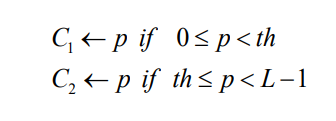 C₁ ← p if 0 ≤ p < th
C₂ ← p if th ≤ p < L − 1